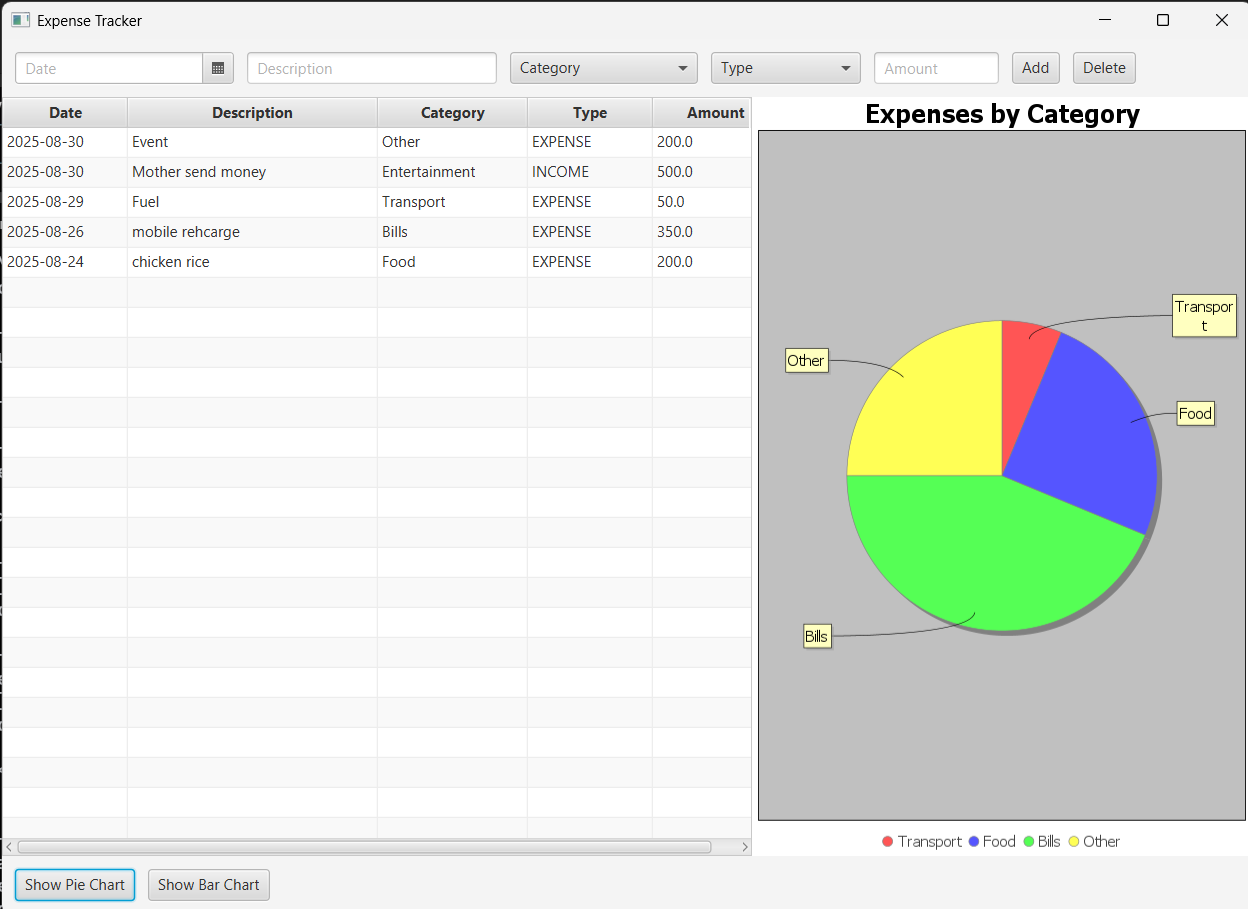 Expense Tracker
Date Description Category Type Amount Add Delete
Date Description Category Type Amount
2025-08-30 Event Other EXPENSE 200.0
2025-08-30 Mother send money Entertainment INCOME 500.0
2025-08-29 Fuel Transport EXPENSE 50.0
2025-08-26 mobile rehcarge Bills EXPENSE 350.0
2025-08-24 chicken rice Food EXPENSE 200.0
Expenses by Category
Transpor
t
Other
Food
Bills
Transport Food Bills Other
Show Pie Chart Show Bar Chart